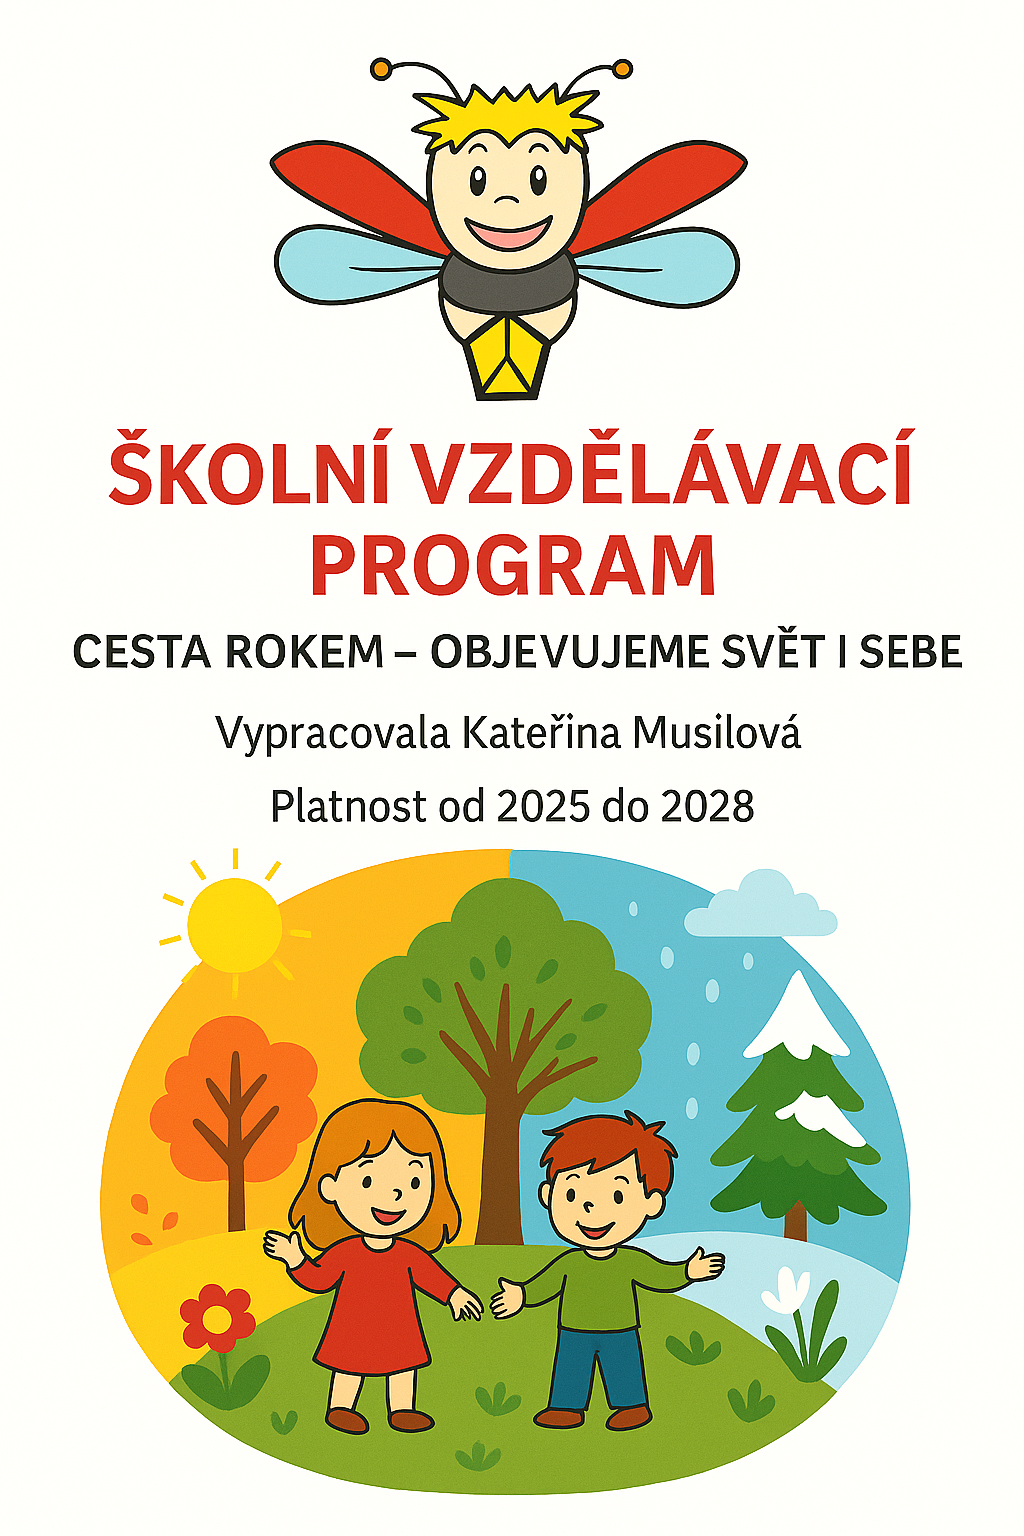 ŠKOLNÍ VZDĚLÁVACÍ
PROGRAM
CESTA ROKEM – OBJEVUJEME SVĚT I SEBE
Vypracovala Kateřina Musilová
Platnost od 2025 do 2028